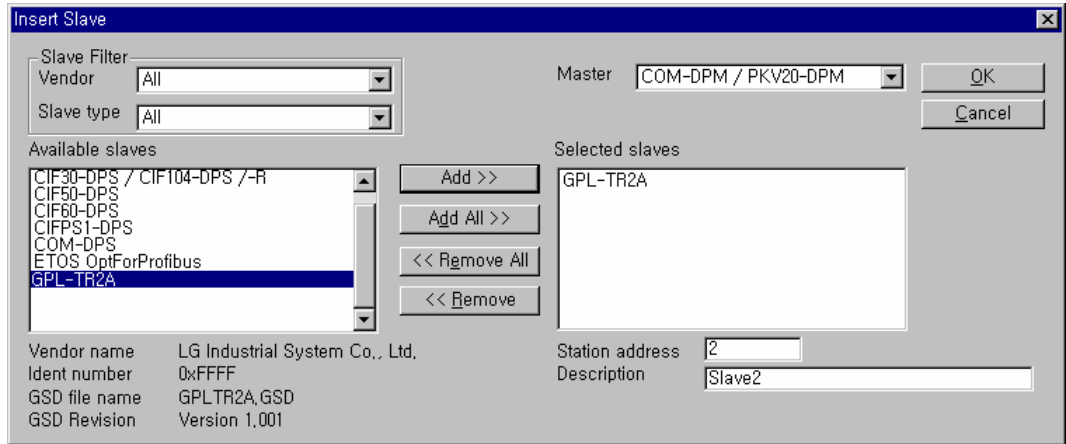 Insert Slave
Slave Filter
Vendor All
Slave type All
Master COM-DPM / PKV20-DPM
OK
Cancel
Available slaves
CIF30-DPS / CIF104-DPS /-R
CIF50-DPS
CIF60-DPS
CIFPS1-DPS
COM-DPS
ETOS OptForProfibus
GPL-TR2A
Add >>
Add All >>
<< Remove All
<< Remove
Selected slaves
GPL-TR2A
Vendor name LG Industrial System Co., Ltd.
Ident number 0xFFFF
GSD file name GPLTR2A.GSD
GSD Revision Version 1.001
Station address 2
Description Slave2